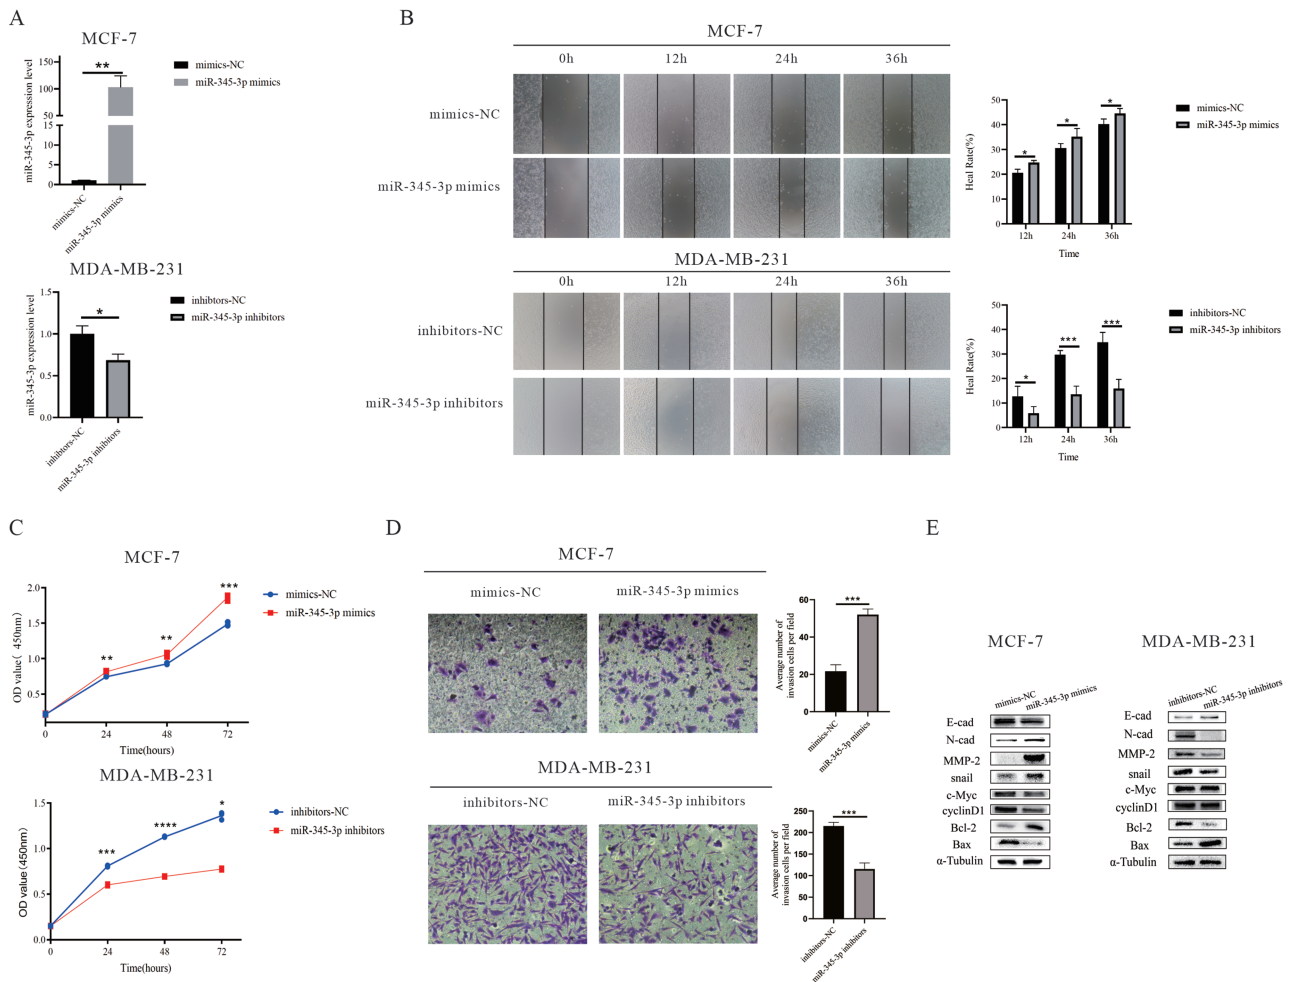 A
MCF-7
miR-345-3p expression level
150
100
50
15
10
5
0
**
mimics-NC
miR-345-3p mimics
mimics-NC
miR-345-3p mimics
MDA-MB-231
miR-345-3p expression level
1.5
1.0
0.5
0.0
*
inhibtors-NC
miR-345-3p inhibitors
inhibtors-NC
miR-345-3p inhibitors
B
MCF-7
0h 12h 24h 36h
mimics-NC
miR-345-3p mimics
Heal Rate(%)
50
40
30
20
10
0
* * *
12h 24h 36h
Time
mimics-NC
miR-345-3p mimics
MDA-MB-231
0h 12h 24h 36h
inhibitors-NC
miR-345-3p inhibitors
Heal Rate(%)
50
40
30
20
10
0
* *** ***
12h 24h 36h
Time
inhibitors-NC
miR-345-3p inhibitors
C
MCF-7
OD value( 450nm)
2.0
1.5
1.0
0.5
** ** ***
0 24 48 72
Time(hours)
mimics-NC
miR-345-3p mimics
MDA-MB-231
OD value(450nm)
1.5
1.0
0.5
0.0
*** **** *
0 24 48 72
Time(hours)
inhibitors-NC
miR-345-3p inhibitors
D
MCF-7
mimics-NC miR-345-3p mimics
Average number of
invasion cells per field
60
40
20
0
***
mimics-NC
miR-345-3p mimics
MDA-MB-231
inhibitors-NC miR-345-3p inhibitors
Average number of
invasion cells per field
250
200
150
100
50
0
***
inhibitors-NC
miR-345-3p inhibitors
E
MCF-7
mimics-NC miR-345-3p mimics
E-cad
N-cad
MMP-2
snail
c-Myc
cyclinD1
Bcl-2
Bax
α-Tubulin
MDA-MB-231
inhibitors-NC miR-345-3p inhibitors
E-cad
N-cad
MMP-2
snail
c-Myc
cyclinD1
Bcl-2
Bax
α-Tubulin